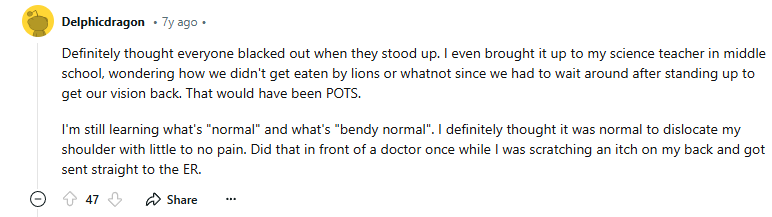 Delphicdragon • 7y ago •
Definitely thought everyone blacked out when they stood up. I even brought it up to my science teacher in middle
school, wondering how we didn't get eaten by lions or whatnot since we had to wait around after standing up to
get our vision back. That would have been POTS.
I'm still learning what's "normal" and what's "bendy normal". I definitely thought it was normal to dislocate my
shoulder with little to no pain. Did that in front of a doctor once while I was scratching an itch on my back and got
sent straight to the ER.
47 Share ...